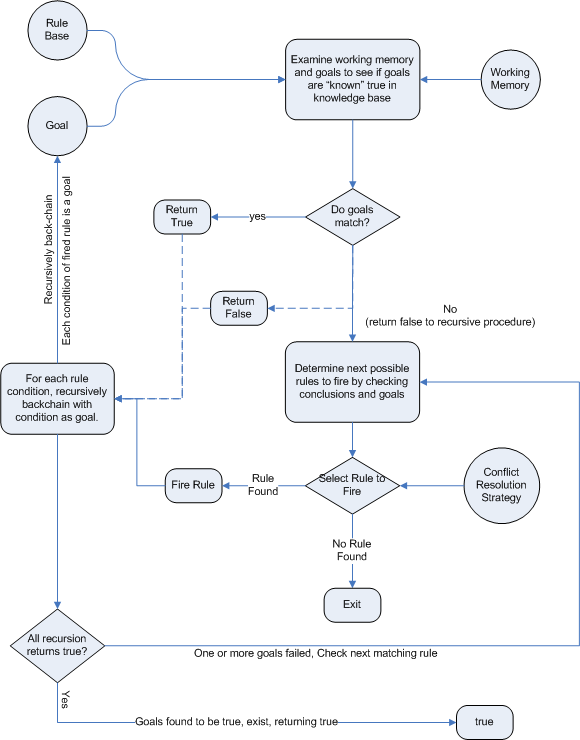 Rule
Base
Examine working memory
and goals to see if goals
are “known” true in
knowledge base
Working
Memory
Goal
Recursively back-chain
Each condition of fired rule is a goal
Return
True
yes
Do goals
match?
Return
False
No
(return false to recursive procedure)
For each rule
condition, recursively
backchain with
condition as goal.
Determine next possible
rules to fire by checking
conclusions and goals
Fire Rule
Rule
Found
Select Rule to
Fire
Conflict
Resolution
Strategy
No Rule
Found
Exit
All recursion
returns true?
One or more goals failed, Check next matching rule
Yes
Goals found to be true, exist, returning true
true